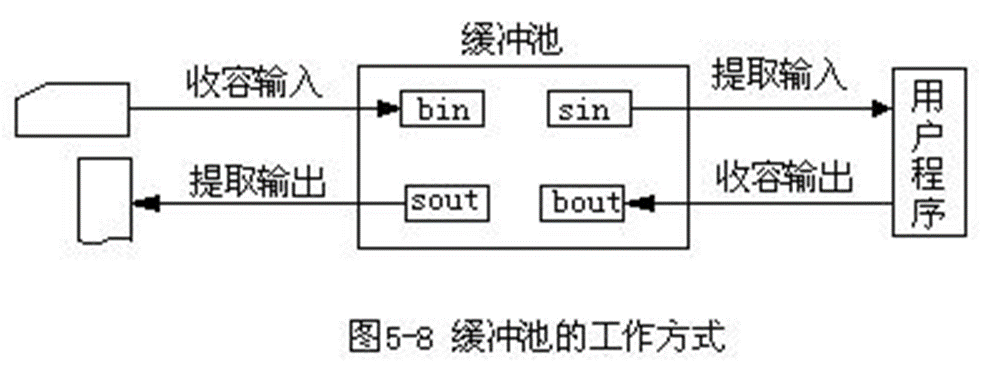 缓冲池
收容输入
提取输入
bin
sin
用户程序
提取输出
收容输出
sout
bout
图5-8 缓冲池的工作方式